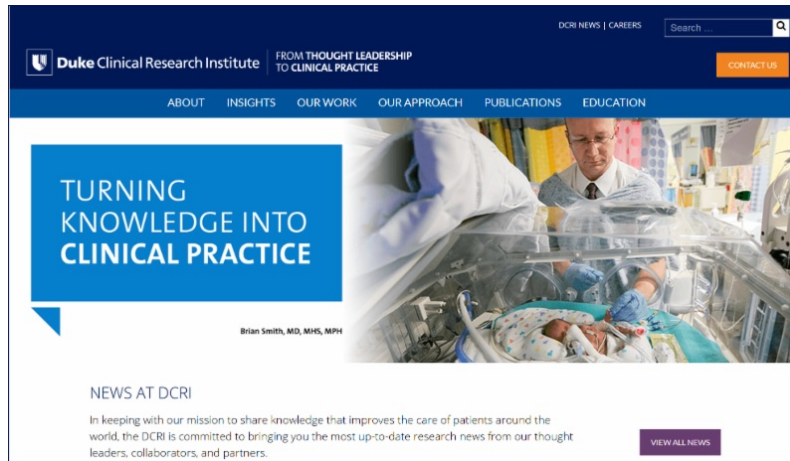 DCRI NEWS | CAREERS
Search ...
Duke Clinical Research Institute
FROM THOUGHT LEADERSHIP
TO CLINICAL PRACTICE
CONTACT US
ABOUT INSIGHTS OUR WORK OUR APPROACH PUBLICATIONS EDUCATION
TURNING
KNOWLEDGE INTO
CLINICAL PRACTICE
Brian Smith, MD, MHS, MPH
NEWS AT DCRI
In keeping with our mission to share knowledge that improves the care of patients around the
world, the DCRI is committed to bringing you the most up-to-date research news from our thought
leaders, collaborators, and partners.
VIEW ALL NEWS